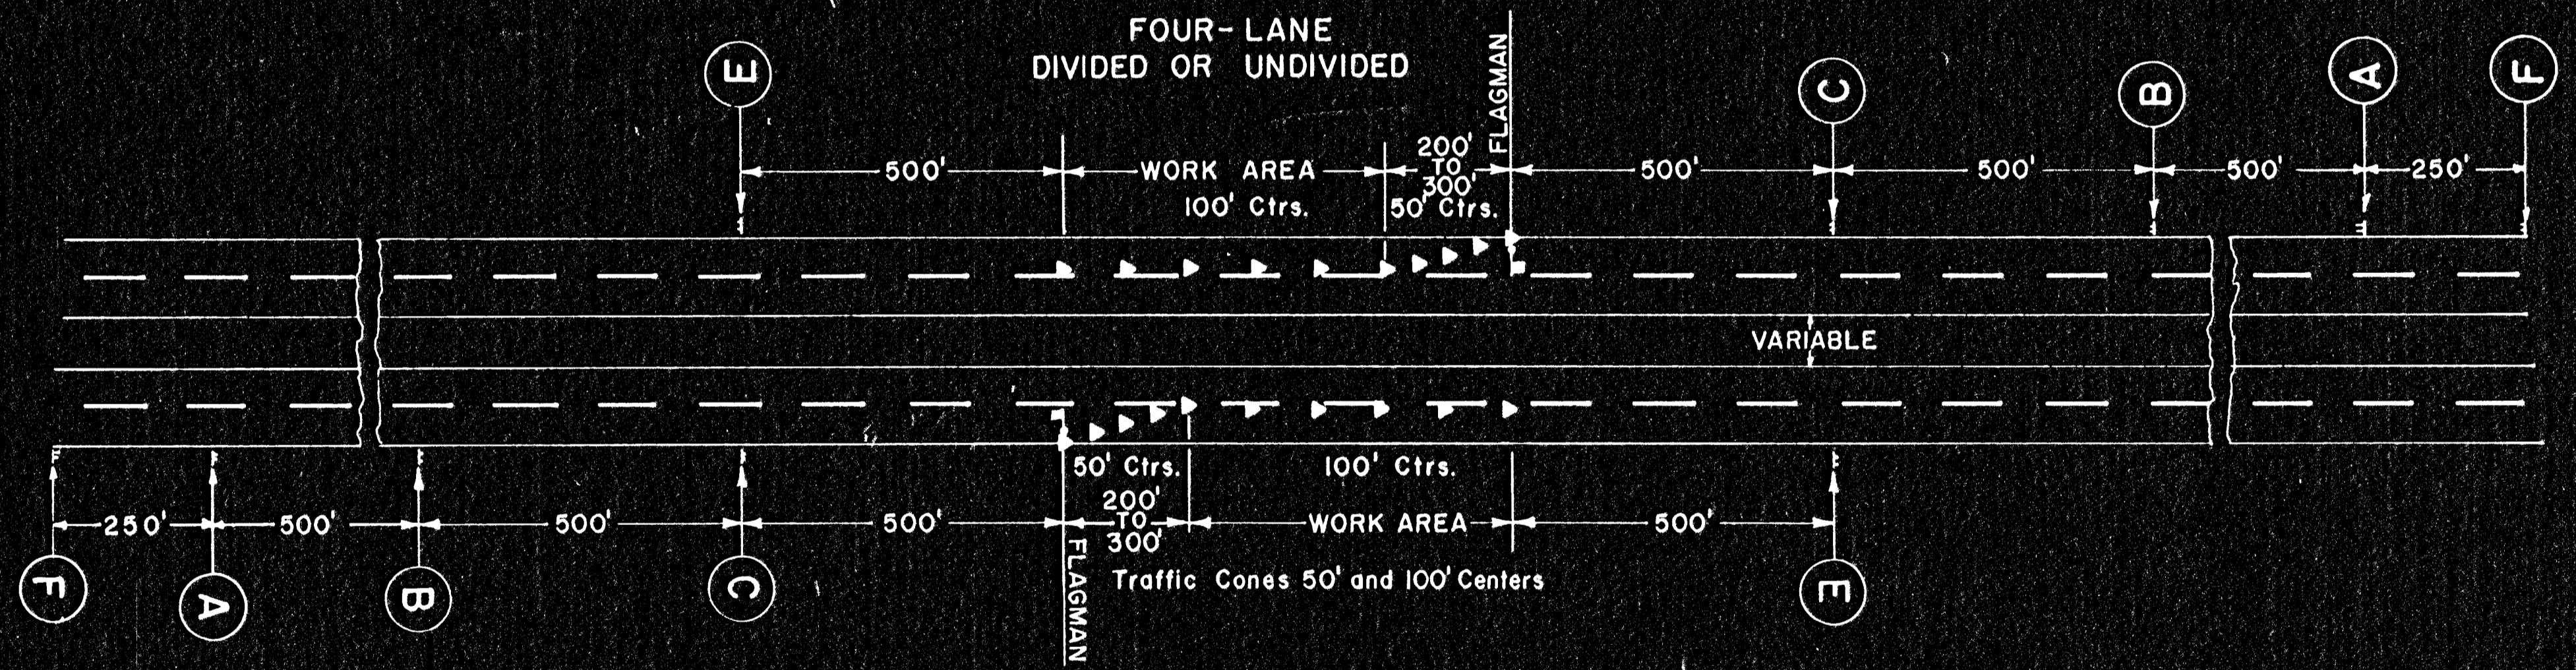 FOUR-LANE
DIVIDED OR UNDIVIDED
E
FLAGMAN
C
B
A
F
500'
WORK AREA
100' Ctrs.
200'
TO
300'
50' Ctrs.
500'
500'
500'
250'
VARIABLE
50' Ctrs.
100' Ctrs.
250'
500'
500'
500'
200'
TO
300'
WORK AREA
500'
FLAGMAN
Traffic Cones 50' and 100' Centers
F
A
B
C
E